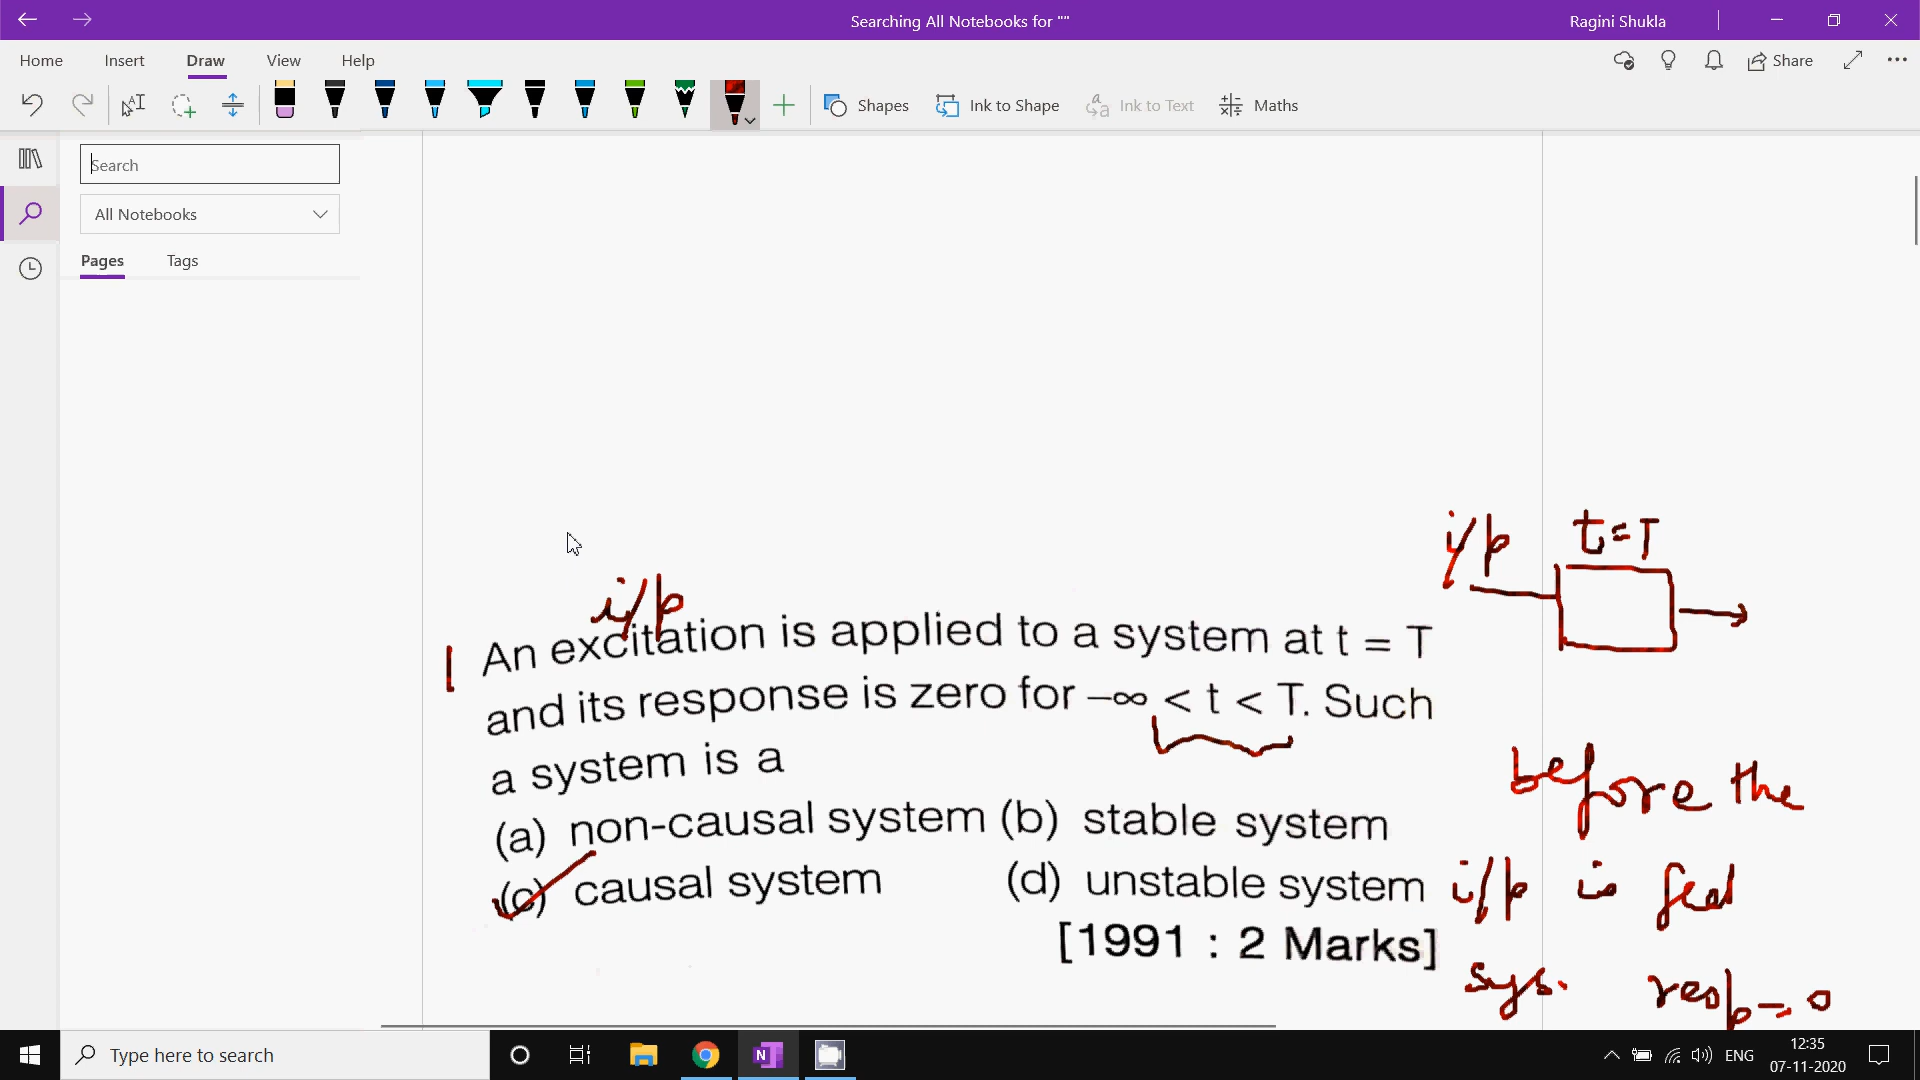 Searching All Notebooks for ""
Ragini Shukla
Home Insert Draw View Help
Share
Shapes Ink to Shape Ink to Text Maths
Search
All Notebooks
Pages Tags
i/p t=T
i/p
1 An excitation is applied to a system at t = T
and its response is zero for –∞ < t < T. Such
a system is a
(a) non-causal system (b) stable system
(c) causal system (d) unstable system
[1991 : 2 Marks]
before the
i/p is fed
sys. resp → 0
Type here to search
N
ENG
12:35
07-11-2020